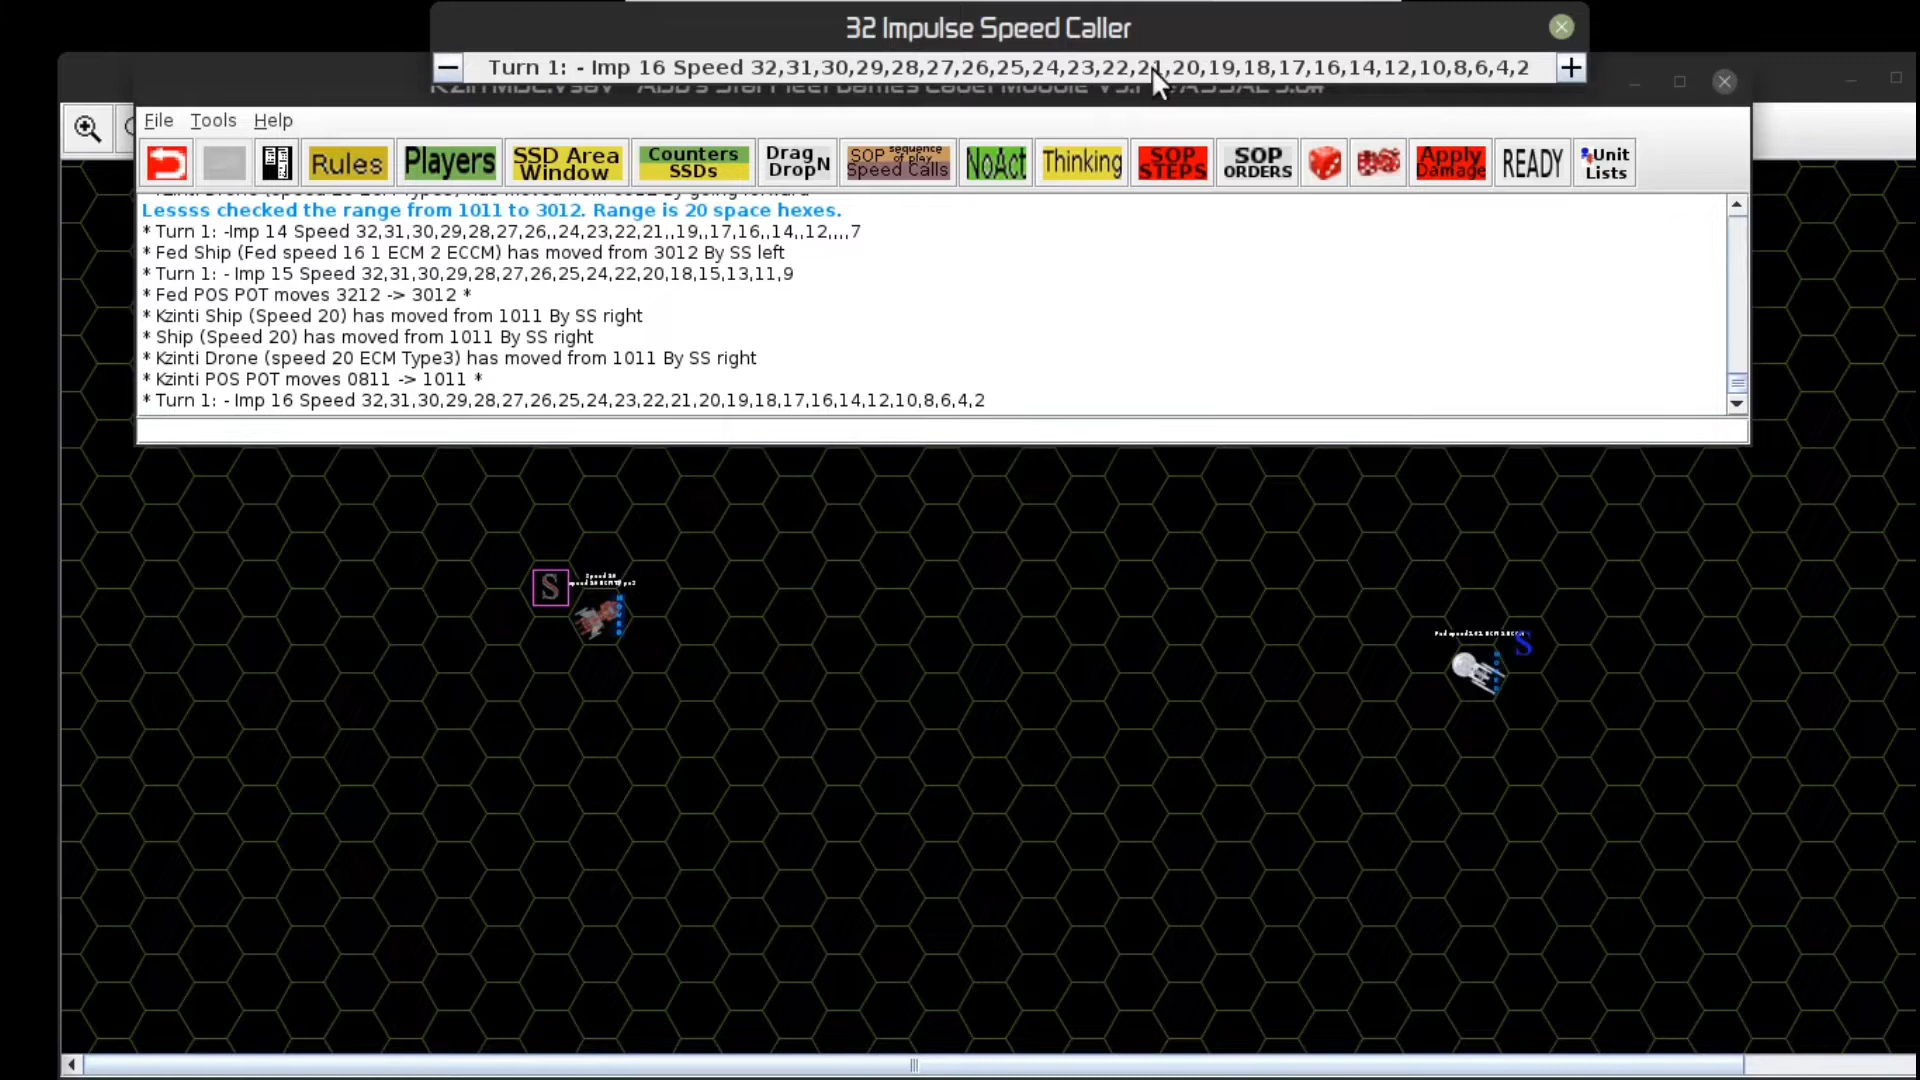 32 Impulse Speed Caller
Turn 1: - Imp 16 Speed 32,31,30,29,28,27,26,25,24,23,22,21,20,19,18,17,16,14,12,10,8,6,4,2
File Tools Help
Rules Players SSD Area Window Counters SSDs Drag N Drop SOP sequence of play Speed Calls NoAct Thinking SOP STEPS SOP ORDERS Apply Damage READY Unit Lists
Lessss checked the range from 1011 to 3012. Range is 20 space hexes.
* Turn 1: -Imp 14 Speed 32,31,30,29,28,27,26,,24,23,22,21,,19,,17,16,,14,,12,,,,7
* Fed Ship (Fed speed 16 1 ECM 2 ECCM) has moved from 3012 By SS left
* Turn 1: - Imp 15 Speed 32,31,30,29,28,27,26,25,24,22,20,18,15,13,11,9
* Fed POS POT moves 3212 -> 3012 *
* Kzinti Ship (Speed 20) has moved from 1011 By SS right
* Ship (Speed 20) has moved from 1011 By SS right
* Kzinti Drone (speed 20 ECM Type3) has moved from 1011 By SS right
* Kzinti POS POT moves 0811 -> 1011 *
* Turn 1: - Imp 16 Speed 32,31,30,29,28,27,26,25,24,23,22,21,20,19,18,17,16,14,12,10,8,6,4,2
S
S